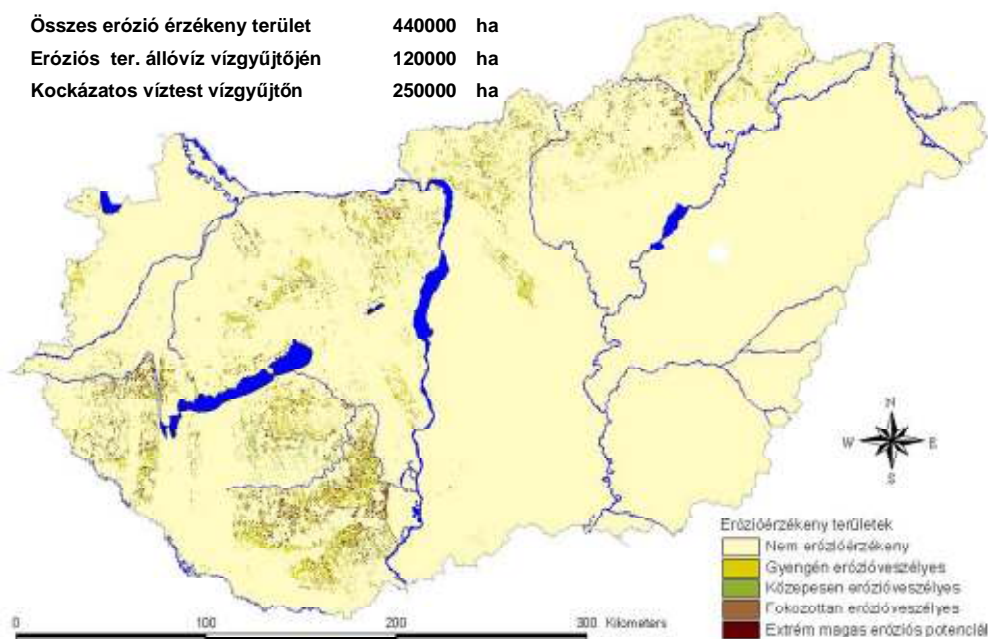 Összes erózió érzékeny terület 440000 ha
Eróziós ter. állóvíz vízgyűjtőjén 120000 ha
Kockázatos víztest vízgyűjtőn 250000 ha
N
W E
S
Erózióérzékeny területek
Nem erózióérzékeny
Gyengén erózióveszélyes
Közepesen erózióveszélyes
Fokozottan erózióveszélyes
Extrém magas eróziós potenciál
0 100 200 300 Kilometers